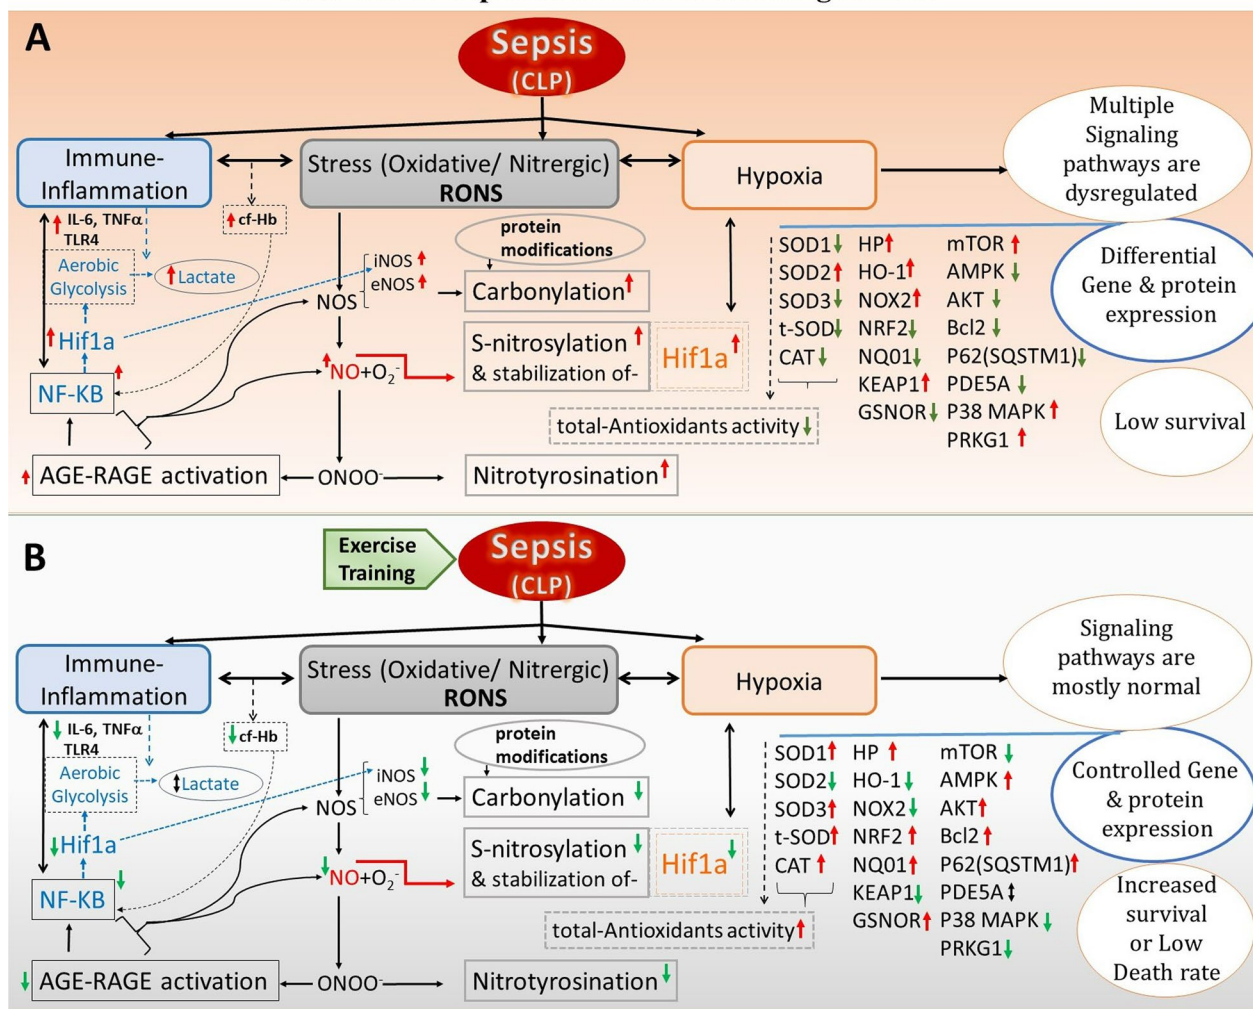 A
Sepsis
(CLP)
Immune-
Inflammation
Stress (Oxidative/ Nitrergic)
RONS
Hypoxia
Multiple
Signaling
pathways are
dysregulated
IL-6, TNFα
TLR4
cf-Hb
Aerobic
Glycolysis
Lactate
Hif1a
NF-KB
AGE-RAGE activation
iNOS
eNOS
NOS
NO+O2-
ONOO-
protein
modifications
Carbonylation
S-nitrosylation
& stabilization of-
Hif1a
Nitrotyrosination
SOD1
SOD2
SOD3
t-SOD
CAT
HP
HO-1
NOX2
NRF2
NQ01
KEAP1
GSNOR
mTOR
AMPK
AKT
Bcl2
P62(SQSTM1)
PDE5A
P38 MAPK
PRKG1
total-Antioxidants activity
Differential
Gene & protein
expression
Low survival
B
Exercise
Training
Sepsis
(CLP)
Immune-
Inflammation
Stress (Oxidative/ Nitrergic)
RONS
Hypoxia
Signaling
pathways are
mostly normal
IL-6, TNFα
TLR4
cf-Hb
Aerobic
Glycolysis
Lactate
Hif1a
NF-KB
AGE-RAGE activation
iNOS
eNOS
NOS
NO+O2-
ONOO-
protein
modifications
Carbonylation
S-nitrosylation
& stabilization of-
Hif1a
Nitrotyrosination
SOD1
SOD2
SOD3
t-SOD
CAT
HP
HO-1
NOX2
NRF2
NQ01
KEAP1
GSNOR
mTOR
AMPK
AKT
Bcl2
P62(SQSTM1)
PDE5A
P38 MAPK
PRKG1
total-Antioxidants activity
Controlled Gene
& protein
expression
Increased
survival
or Low
Death rate